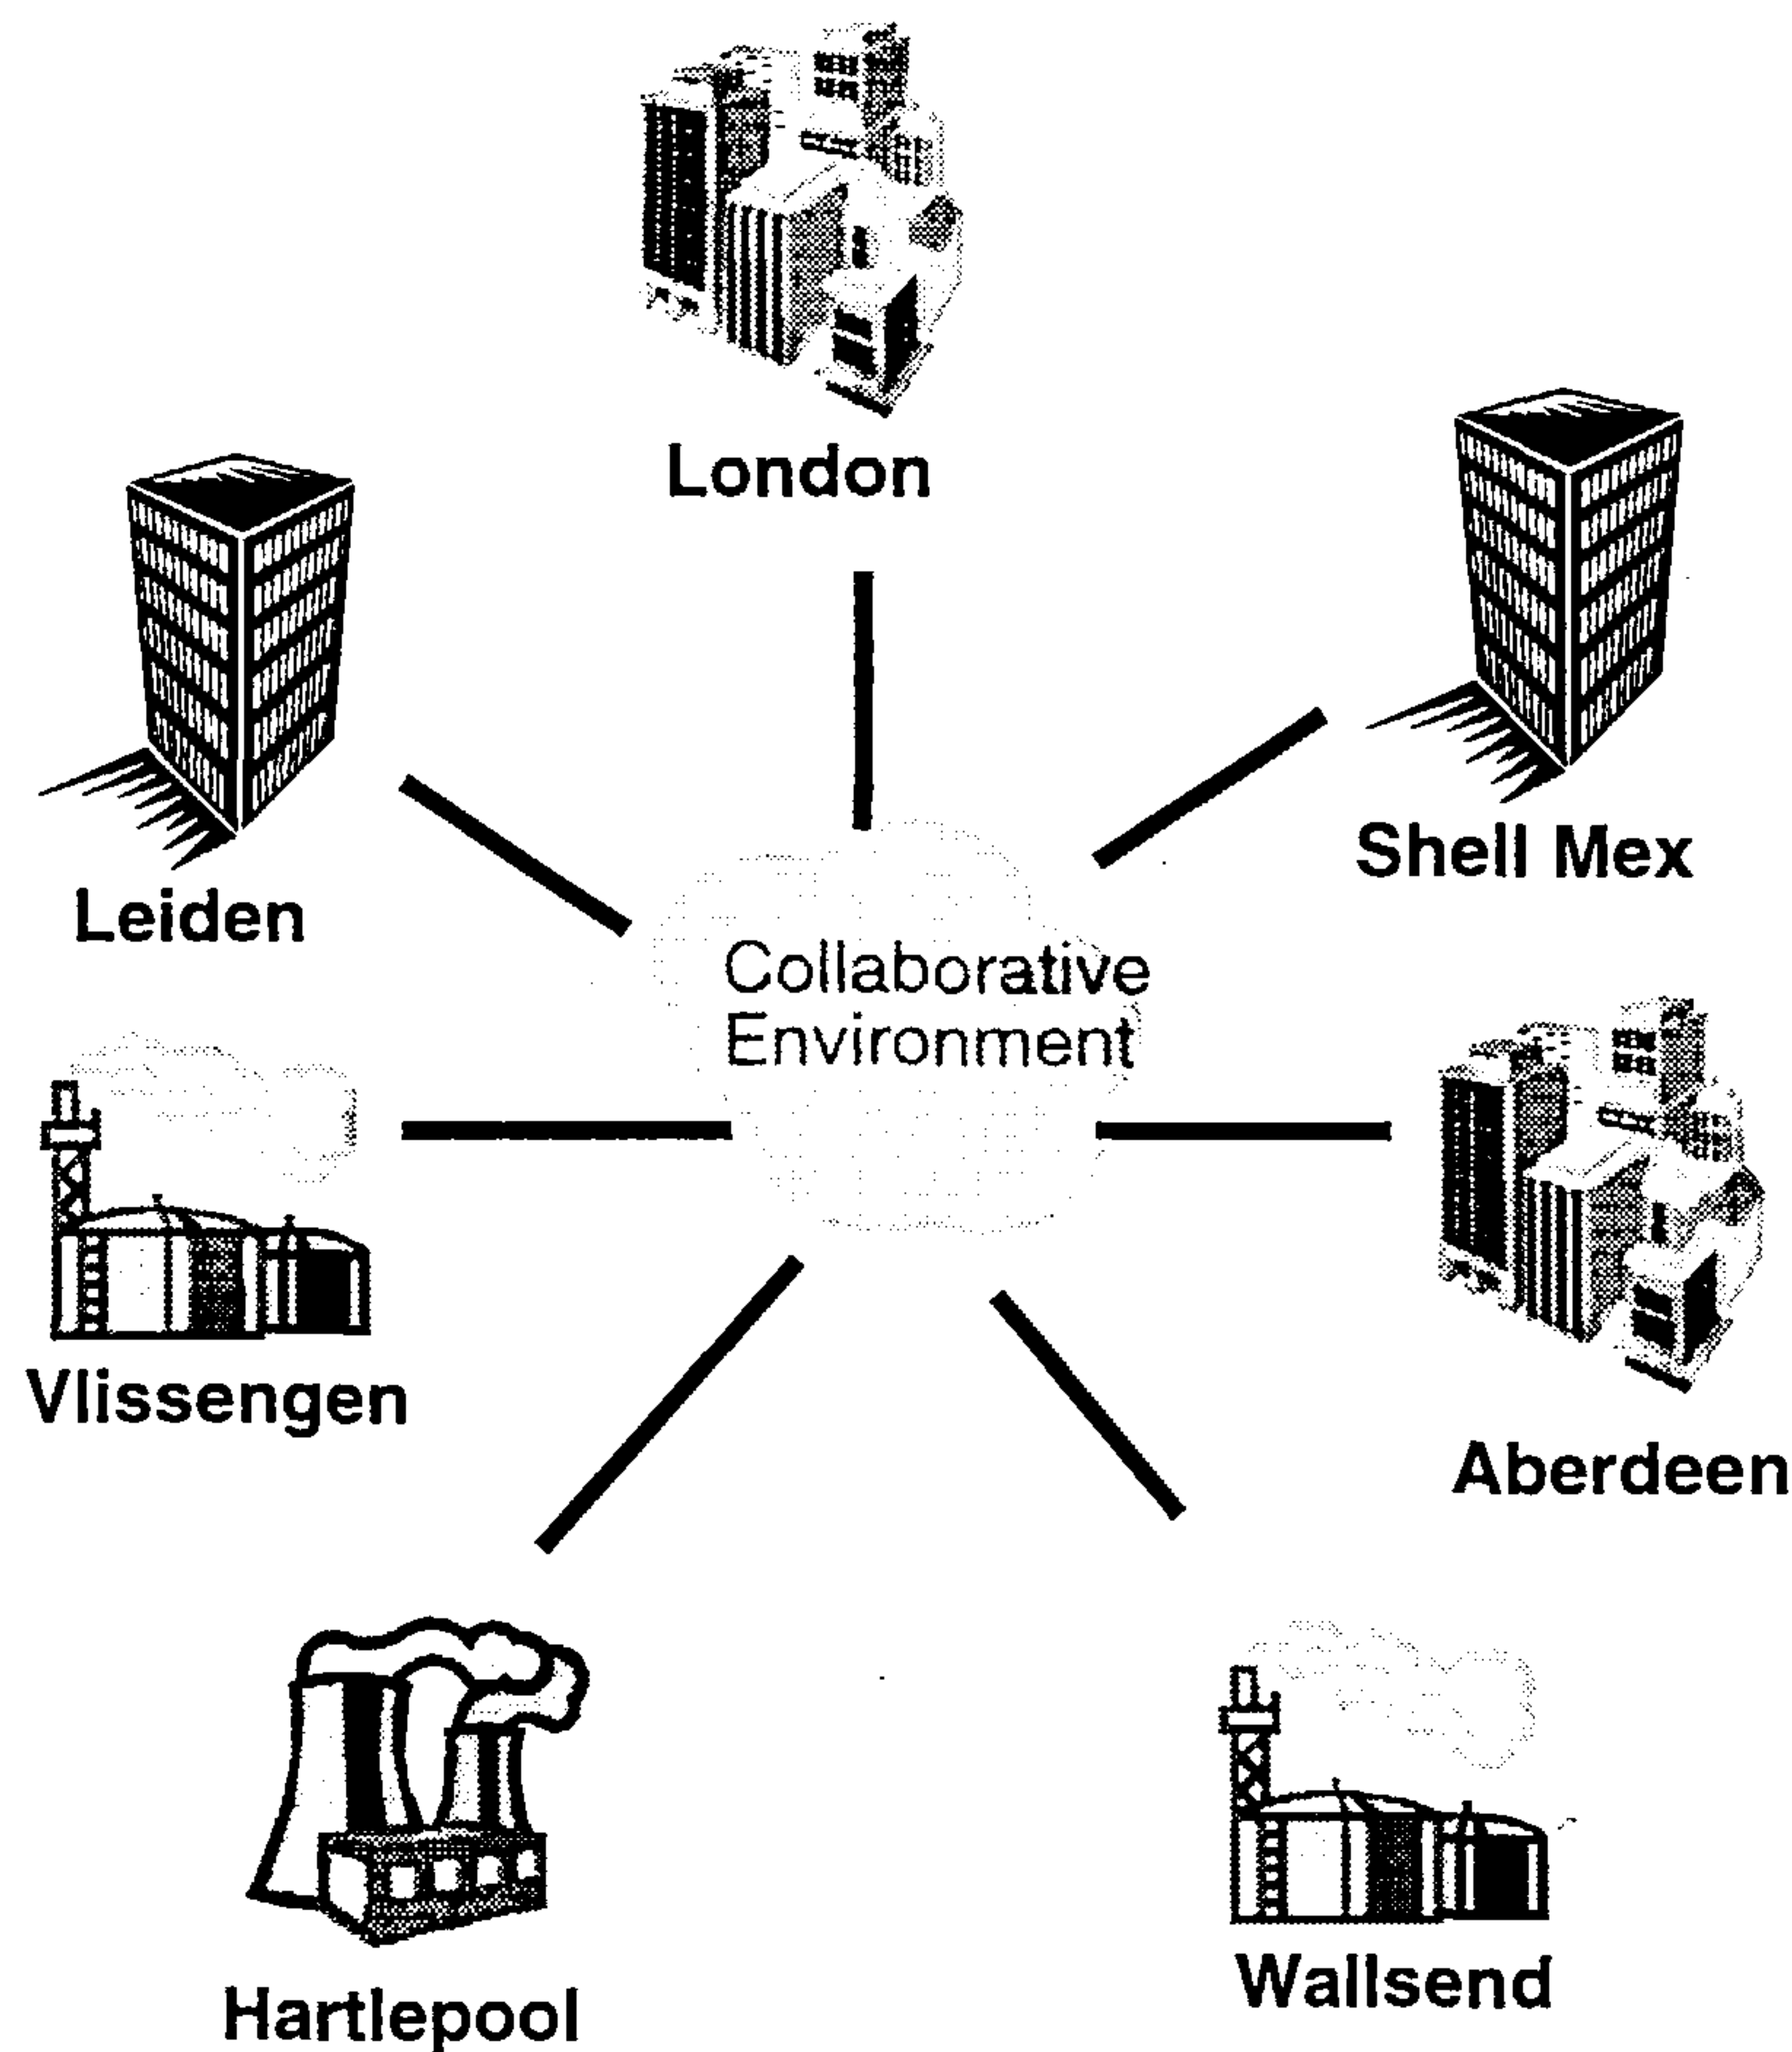 London
Shell Mex
Leiden
Collaborative
Environment
Vlissengen
Aberdeen
Wallsend
Hartlepool